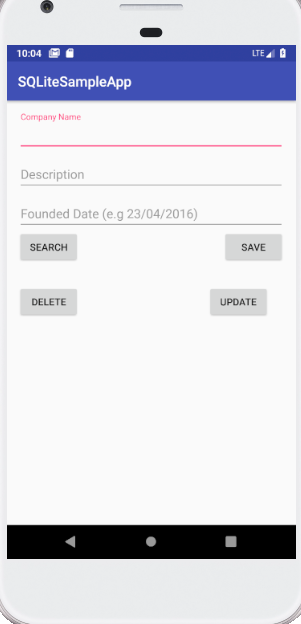 10:04 LTE
SQLiteSampleApp
Company Name
Description
Founded Date (e.g 23/04/2016)
SEARCH SAVE
DELETE UPDATE